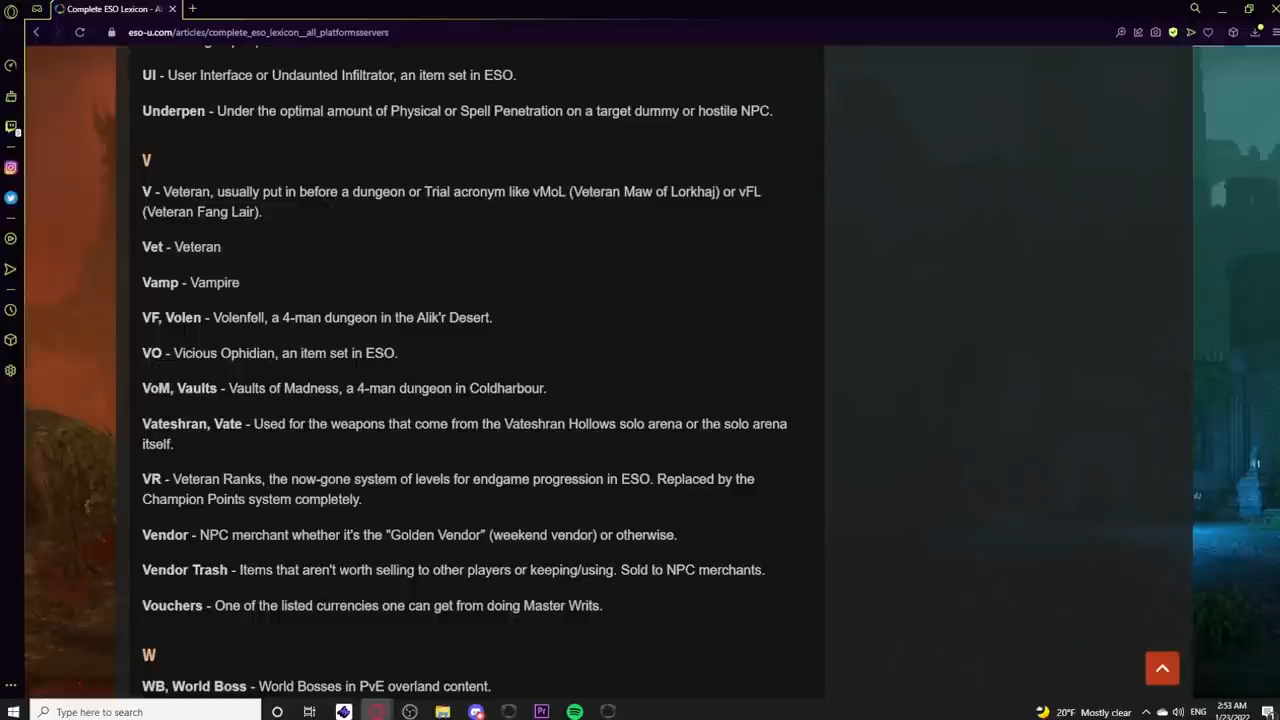 Complete ESO Lexicon - A
eso-u.com/articles/complete_eso_lexicon__all_platformsservers
UI - User Interface or Undaunted Infiltrator, an item set in ESO.
Underpen - Under the optimal amount of Physical or Spell Penetration on a target dummy or hostile NPC.
V
V - Veteran, usually put in before a dungeon or Trial acronym like vMoL (Veteran Maw of Lorkhaj) or vFL
(Veteran Fang Lair).
Vet - Veteran
Vamp - Vampire
VF, Volen - Volenfell, a 4-man dungeon in the Alik'r Desert.
VO - Vicious Ophidian, an item set in ESO.
VoM, Vaults - Vaults of Madness, a 4-man dungeon in Coldharbour.
Vateshran, Vate - Used for the weapons that come from the Vateshran Hollows solo arena or the solo arena
itself.
VR - Veteran Ranks, the now-gone system of levels for endgame progression in ESO. Replaced by the
Champion Points system completely.
Vendor - NPC merchant whether it's the "Golden Vendor" (weekend vendor) or otherwise.
Vendor Trash - Items that aren't worth selling to other players or keeping/using. Sold to NPC merchants.
Vouchers - One of the listed currencies one can get from doing Master Writs.
W
WB, World Boss - World Bosses in PvE overland content.
Type here to search
Pr
20°F Mostly clear
ENG
2:53 AM
1/23/2022